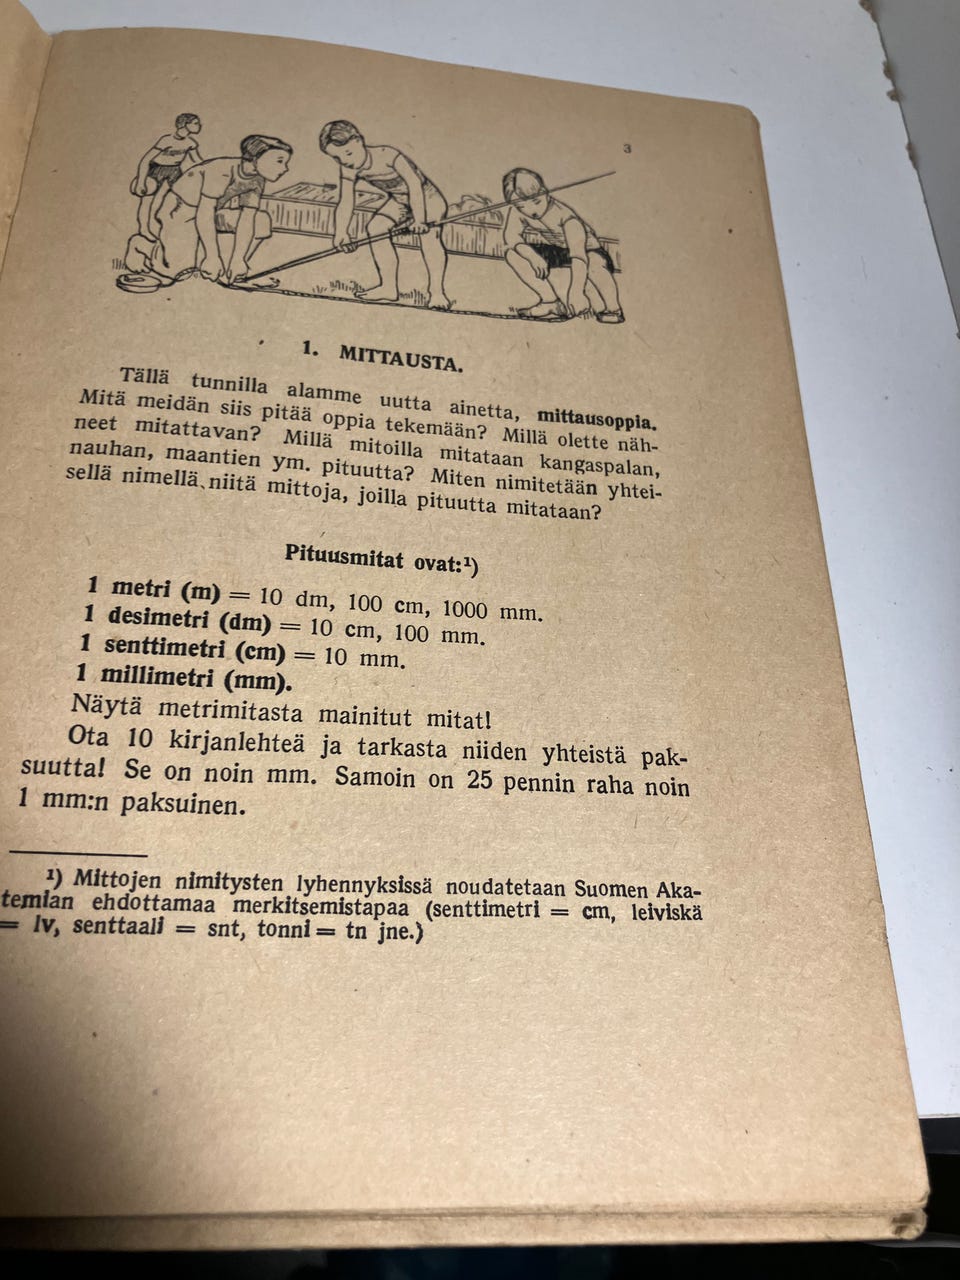 3
1. MITTAUSTA.
Tällä tunnilla alamme uutta ainetta, mittausoppia.
Mitä meidän siis pitää oppia tekemään? Millä olette näh-
neet mitattavan? Millä mitoilla mitataan kangaspalan,
nauhan, maantien ym. pituutta? Miten nimitetään yhtei-
sellä nimellä niitä mittoja, joilla pituutta mitataan?
Pituusmitat ovat:¹)
1 metri (m) = 10 dm, 100 cm, 1000 mm.
1 desimetri (dm) = 10 cm, 100 mm.
1 senttimetri (cm) = 10 mm.
1 millimetri (mm).
Näytä metrimitasta mainitut mitat!
Ota 10 kirjanlehteä ja tarkasta niiden yhteistä pak-
suutta! Se on noin mm. Samoin on 25 pennin raha noin
1 mm:n paksuinen.
¹) Mittojen nimitysten lyhennyksissä noudatetaan Suomen Aka-
temian ehdottamaa merkitsemistapaa (senttimetri = cm, leiviskä
= lv, senttaali = snt, tonni = tn jne.)